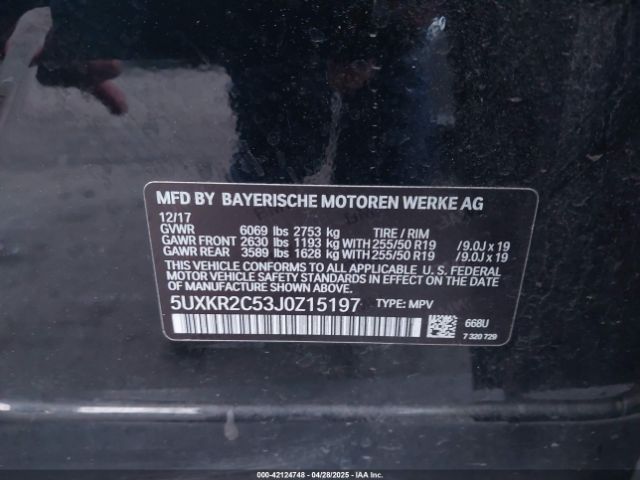 MFD BY BAYERISCHE MOTOREN WERKE AG
12/17
GVWR 6069 lbs 2753 kg TIRE / RIM
GAWR FRONT 2630 lbs 1193 kg WITH 255/50 R19 /9.0J x 19
GAWR REAR 3589 lbs 1628 kg WITH 255/50 R19 /9.0J x 19
THIS VEHICLE CONFORMS TO ALL APPLICABLE U. S. FEDERAL
MOTOR VEHICLE SAFETY STANDARDS IN EFFECT ON THE DATE
OF MANUFACTURE SHOWN ABOVE.
5UXKR2C53J0Z15197 TYPE: MPV
668U
7 320 729
000-42124748 - 04/28/2025 - IAAI.com